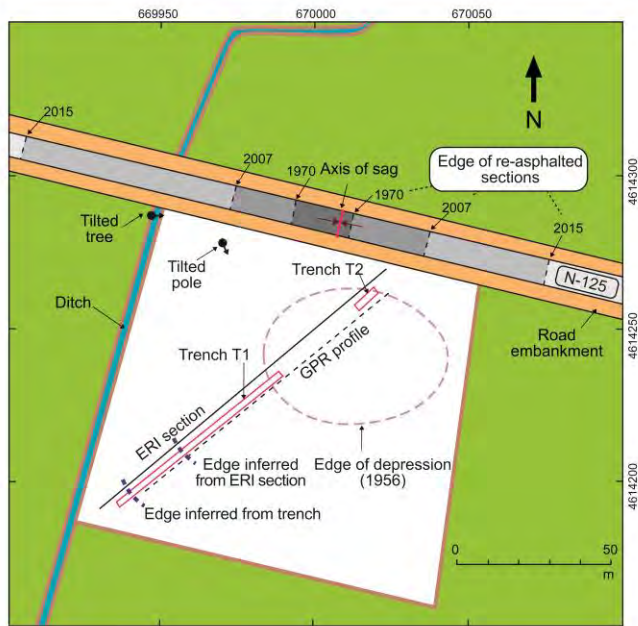 669950
670000
670050
2015
2007
1970
Axis of sag
1970
Edge of re-asphalted
sections
2007
2015
N
4614300
Tilted
tree
Tilted
pole
Trench T2
N-125
Ditch
Road
embankment
4614250
Trench T1
GPR profile
ERI section
Edge inferred
from ERI section
Edge of depression
(1956)
4614200
Edge inferred from trench
0
50
m